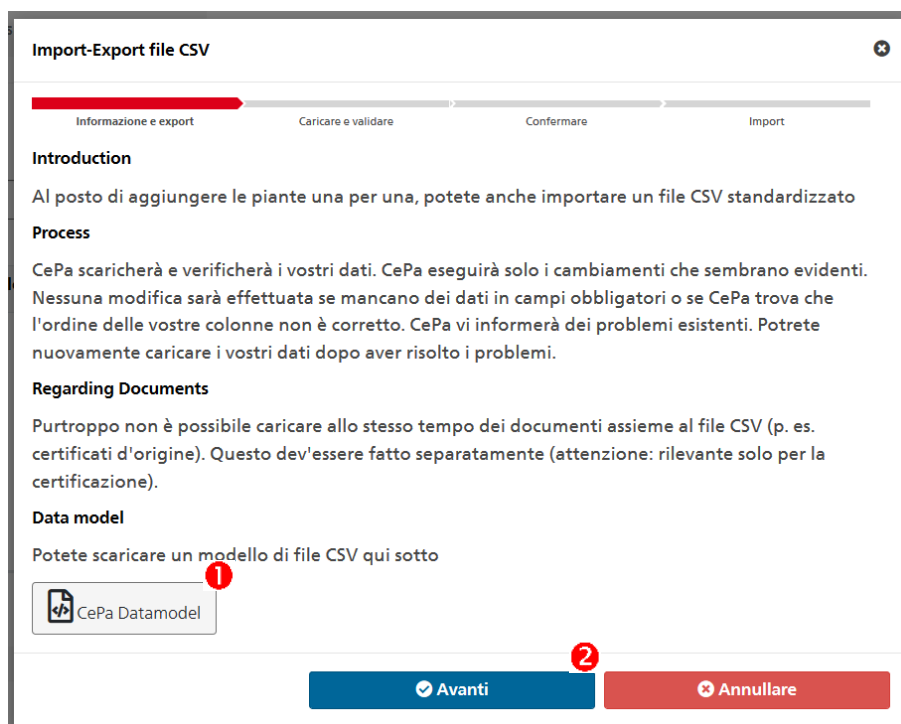 Import-Export file CSV
Informazione e export
Caricare e validare
Confermare
Import
Introduction
Al posto di aggiungere le piante una per una, potete anche importare un file CSV standardizzato
Process
CePa scaricherà e verificherà i vostri dati. CePa eseguirà solo i cambiamenti che sembrano evidenti.
Nessuna modifica sarà effettuata se mancano dei dati in campi obbligatori o se CePa trova che
l'ordine delle vostre colonne non è corretto. CePa vi informerà dei problemi esistenti. Potrete
nuovamente caricare i vostri dati dopo aver risolto i problemi.
Regarding Documents
Purtroppo non è possibile caricare allo stesso tempo dei documenti assieme al file CSV (p. es.
certificati d'origine). Questo dev'essere fatto separatamente (attenzione: rilevante solo per la
certificazione).
Data model
Potete scaricare un modello di file CSV qui sotto
1
CePa Datamodel
2
Avanti
Annullare